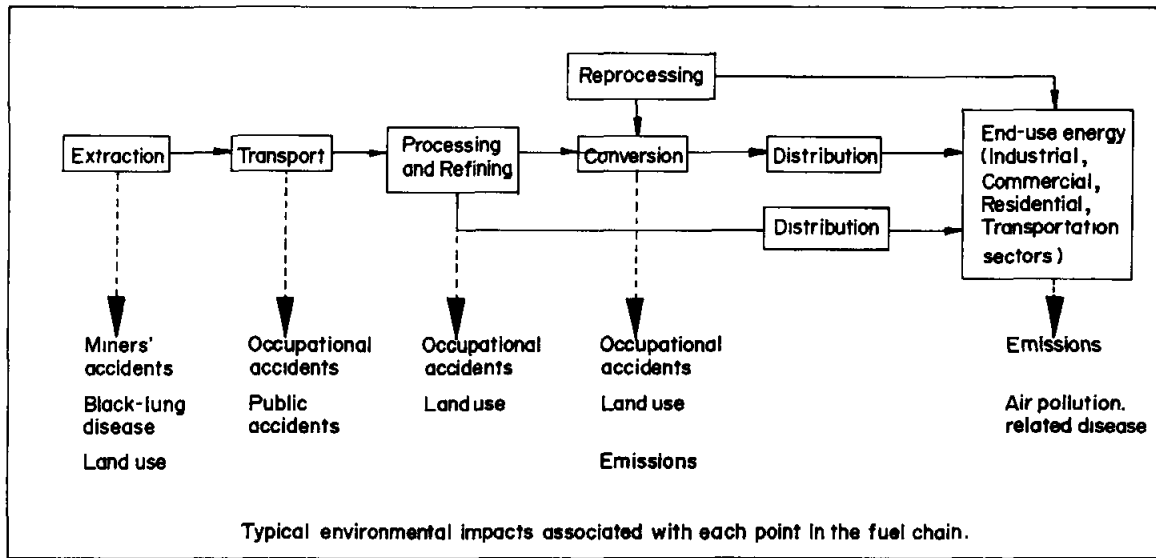 Reprocessing
Extraction
Transport
Processing
and Refining
Conversion
Distribution
Distribution
End-use energy
(Industrial,
Commercial,
Residential,
Transportation
sectors)
Miners'
accidents
Black-lung
disease
Land use
Occupational
accidents
Public
accidents
Occupational
accidents
Land use
Occupational
accidents
Land use
Emissions
Emissions
Air pollution.
related disease
Typical environmental impacts associated with each point in the fuel chain.